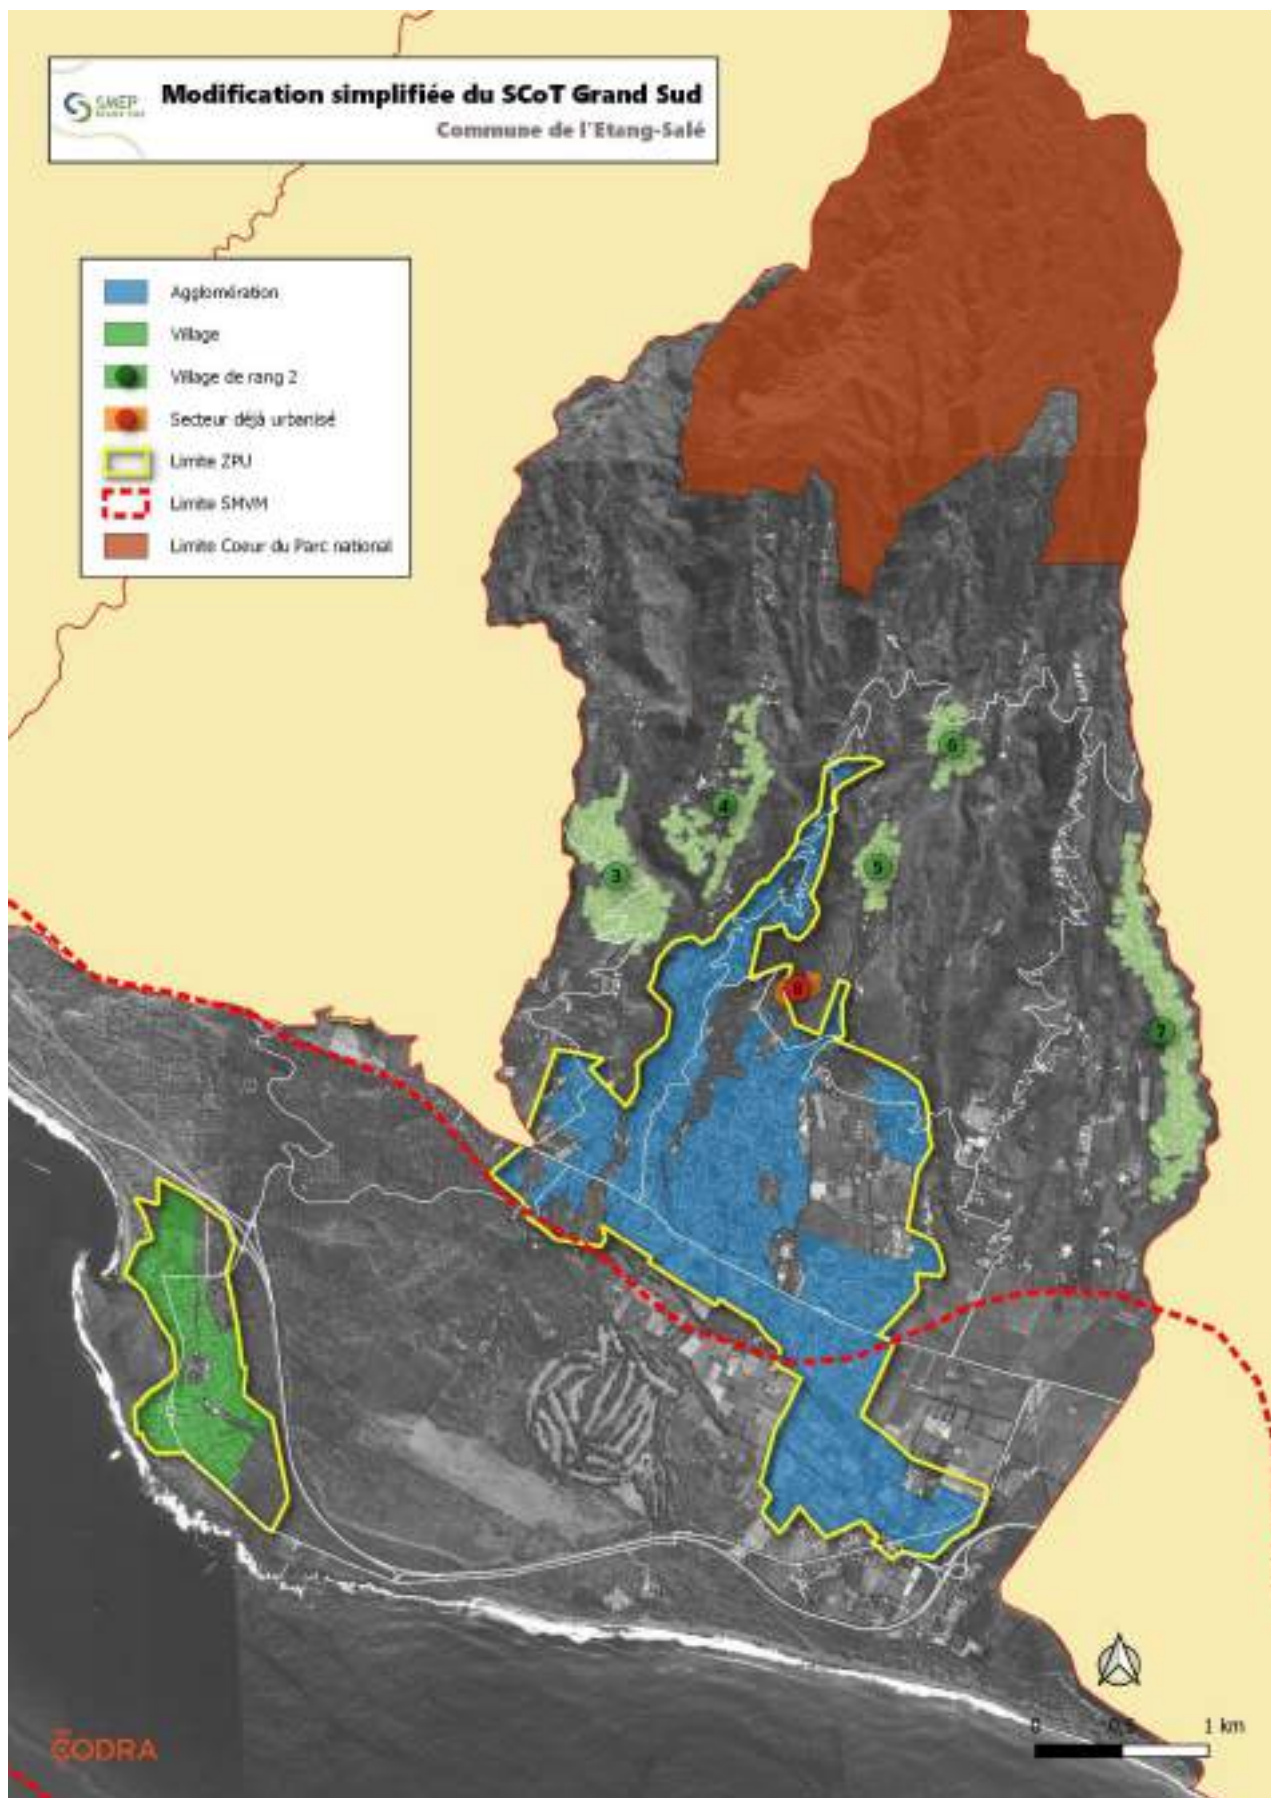 SMEP
Modification simplifiée du SCoT Grand Sud
Commune de l'Etang-Salé
Agglomération
Village
Village de rang 2
Secteur déjà urbanisé
Limite ZPU
Limite SMVM
Limite Coeur du Parc national
6
4
5
3
8
7
CODRA
0 0,5 1 km